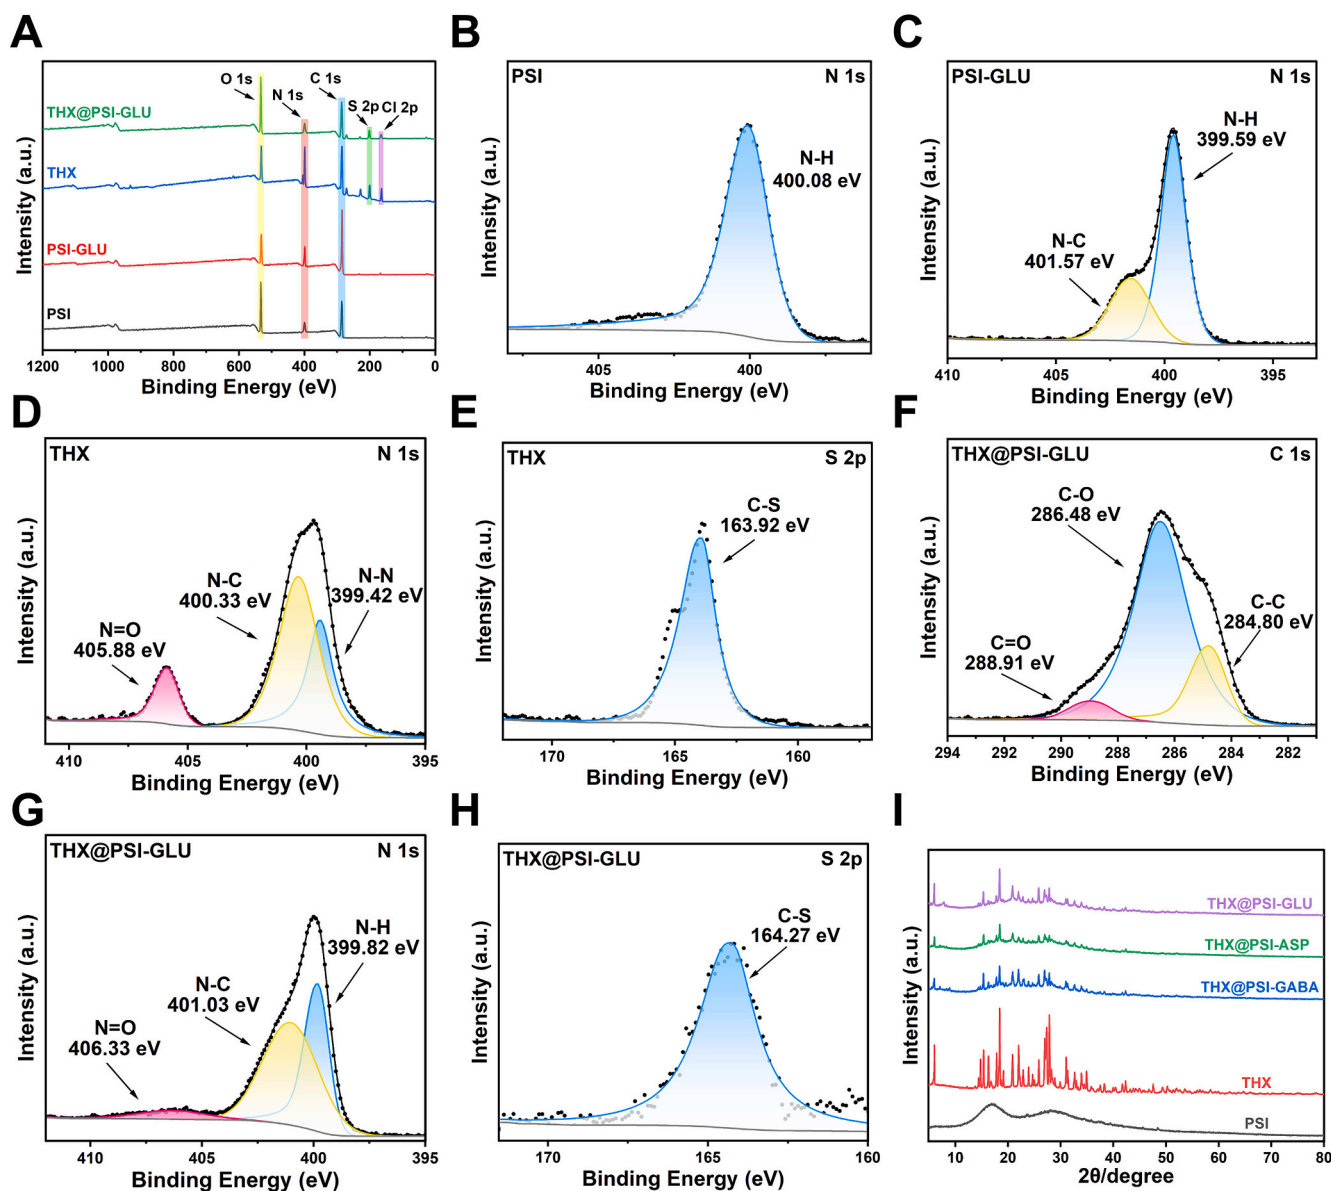 A
O 1s
C 1s
N 1s
S 2p
Cl 2p
THX@PSI-GLU
THX
PSI-GLU
PSI
Intensity (a.u.)
1200 1000 800 600 400 200 0
Binding Energy (eV)
B
PSI
N 1s
N-H
400.08 eV
Intensity (a.u.)
405 400
Binding Energy (eV)
C
PSI-GLU
N 1s
N-H
399.59 eV
N-C
401.57 eV
Intensity (a.u.)
410 405 400 395
Binding Energy (eV)
D
THX
N 1s
N-C
400.33 eV
N-N
399.42 eV
N=O
405.88 eV
Intensity (a.u.)
410 405 400 395
Binding Energy (eV)
E
THX
S 2p
C-S
163.92 eV
Intensity (a.u.)
170 165 160
Binding Energy (eV)
F
THX@PSI-GLU
C 1s
C-O
286.48 eV
C-C
284.80 eV
C=O
288.91 eV
Intensity (a.u.)
294 292 290 288 286 284 282
Binding Energy (eV)
G
THX@PSI-GLU
N 1s
N-H
399.82 eV
N-C
401.03 eV
N=O
406.33 eV
Intensity (a.u.)
410 405 400 395
Binding Energy (eV)
H
THX@PSI-GLU
S 2p
C-S
164.27 eV
Intensity (a.u.)
170 165 160
Binding Energy (eV)
I
THX@PSI-GLU
THX@PSI-ASP
THX@PSI-GABA
THX
PSI
Intensity (a.u.)
10 20 30 40 50 60 70 80
2θ/degree